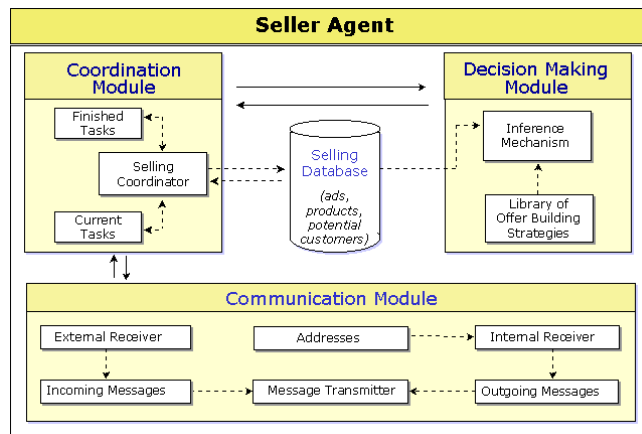 Seller Agent
Coordination
Module
Finished
Tasks
Selling
Coordinator
Current
Tasks
Selling
Database
(ads,
products,
potential
customers)
Decision Making
Module
Inference
Mechanism
Library of
Offer Building
Strategies
Communication Module
External Receiver
Addresses
Internal Receiver
Incoming Messages
Message Transmitter
Outgoing Messages